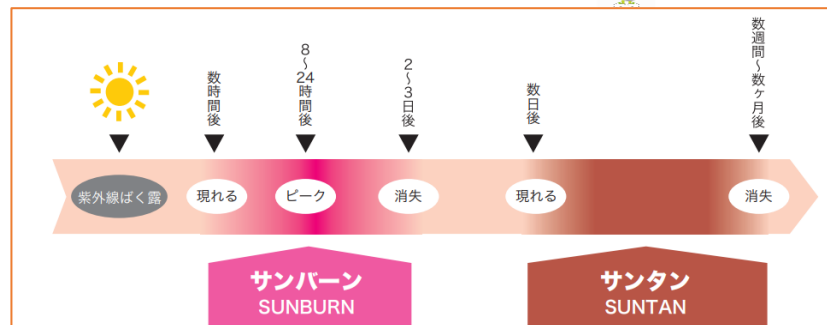 数時間後
8〜24時間後
2〜3日後
数日後
数週間〜数ヶ月後
紫外線ばく露
現れる
ピーク
消失
現れる
消失
サンバーン
SUNBURN
サンタン
SUNTAN